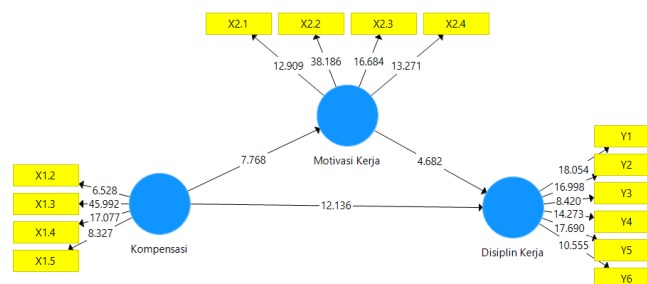 X2.1 X2.2 X2.3 X2.4
12.909 38.186 16.684 13.271
Motivasi Kerja
7.768 4.682
X1.2
X1.3
X1.4
X1.5
6.528
45.992
17.077
8.327
Kompensasi
12.136
18.054
16.998
8.420
14.273
17.690
10.555
Disiplin Kerja
Y1
Y2
Y3
Y4
Y5
Y6